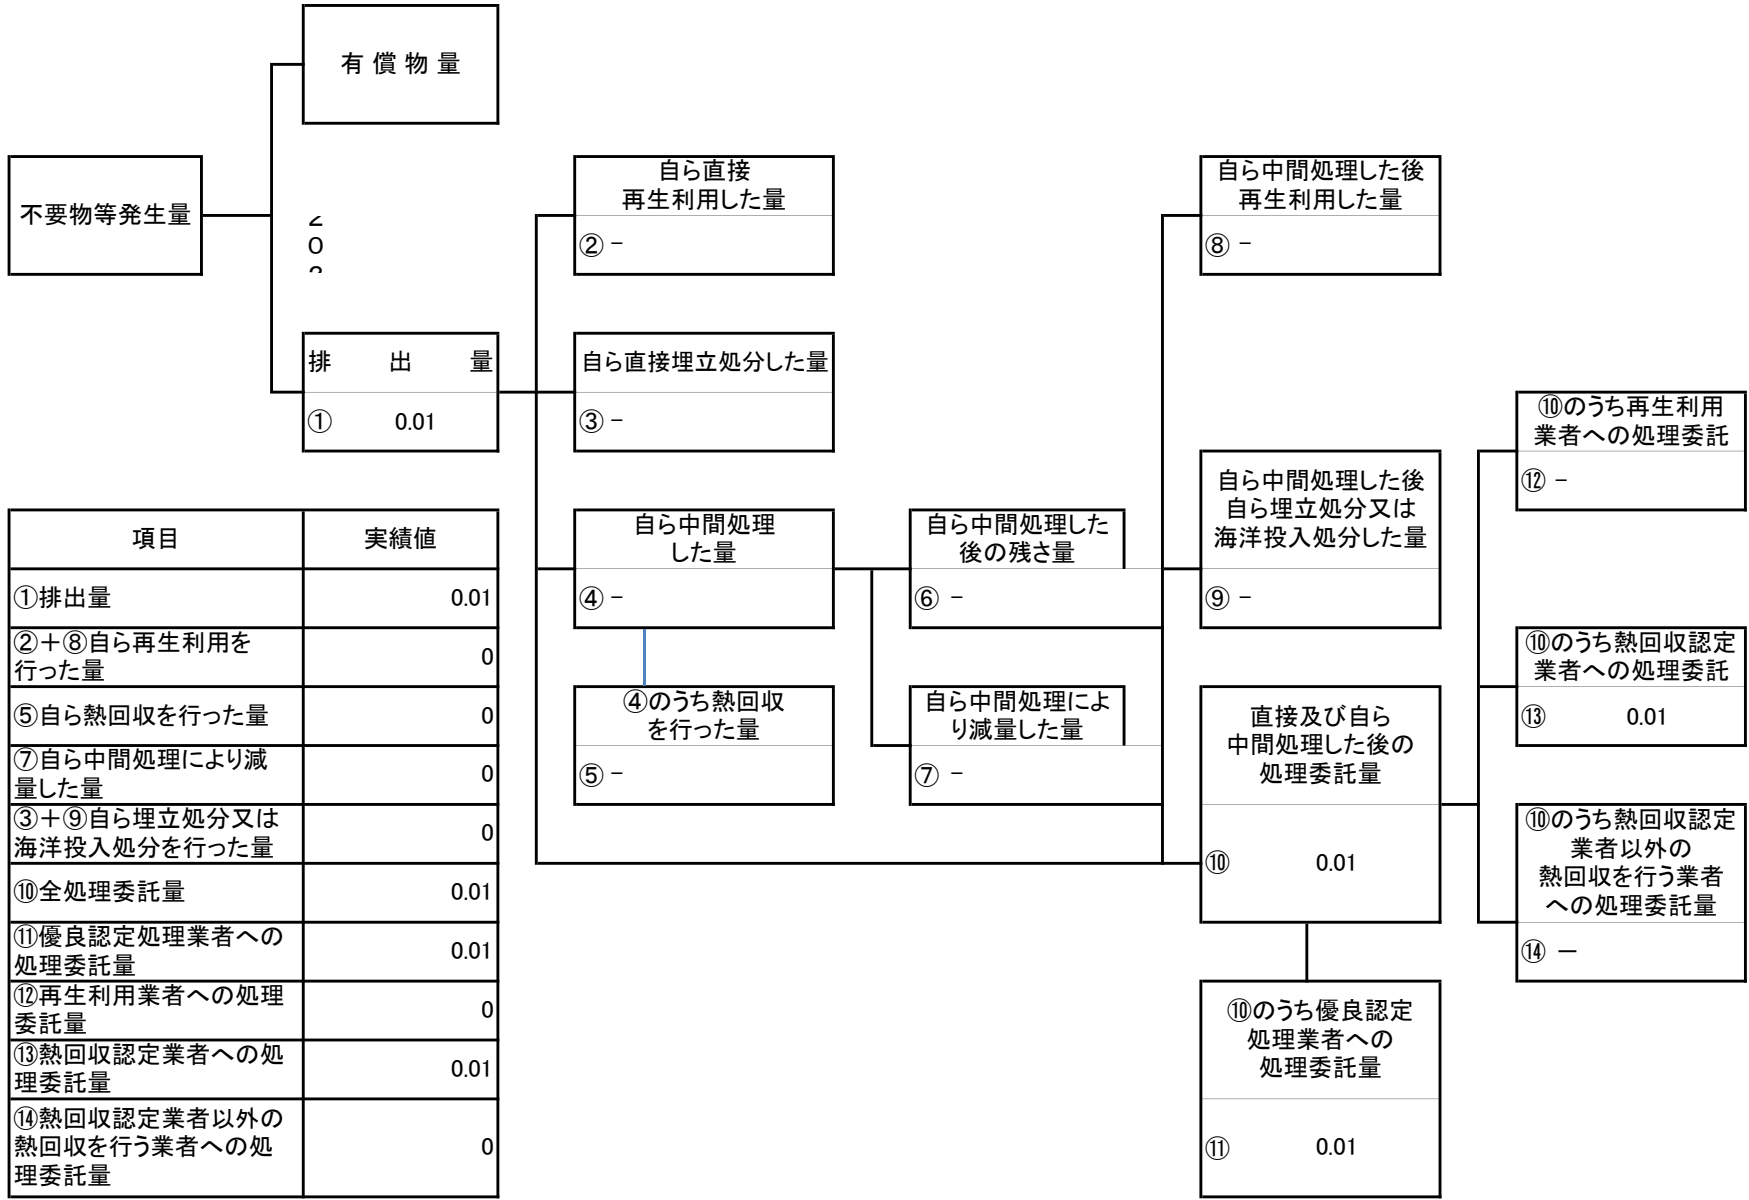 有 償 物 量
不要物等発生量
0
排 出 量
① 0.01
自ら直接
再生利用した量
② −
自ら直接埋立処分した量
③ −
自ら中間処理
した量
④ −
④のうち熱回収
を行った量
⑤ −
自ら中間処理した
後の残さ量
⑥ −
自ら中間処理によ
り減量した量
⑦ −
自ら中間処理した後
再生利用した量
⑧ −
自ら中間処理した後
自ら埋立処分又は
海洋投入処分した量
⑨ −
直接及び自ら
中間処理した後の
処理委託量
⑩ 0.01
⑩のうち優良認定
処理業者への
処理委託量
⑪ 0.01
⑩のうち再生利用
業者への処理委託
⑫ −
⑩のうち熱回収認定
業者への処理委託
⑬ 0.01
⑩のうち熱回収認定
業者以外の
熱回収を行う業者
への処理委託量
⑭ －
項目 実績値
①排出量 0.01
②＋⑧自ら再生利用を
行った量 0
⑤自ら熱回収を行った量 0
⑦自ら中間処理により減
量した量 0
③＋⑨自ら埋立処分又は
海洋投入処分を行った量 0
⑩全処理委託量 0.01
⑪優良認定処理業者への
処理委託量 0.01
⑫再生利用業者への処理
委託量 0
⑬熱回収認定業者への処
理委託量 0.01
⑭熱回収認定業者以外の
熱回収を行う業者への処
理委託量 0